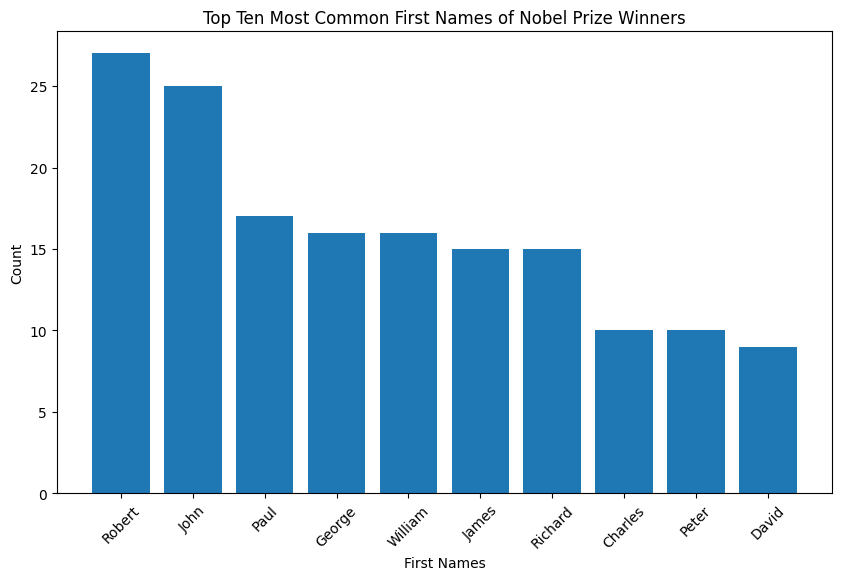 Top Ten Most Common First Names of Nobel Prize Winners
Count
25
20
15
10
5
0
Robert
John
Paul
George
William
James
Richard
Charles
Peter
David
First Names